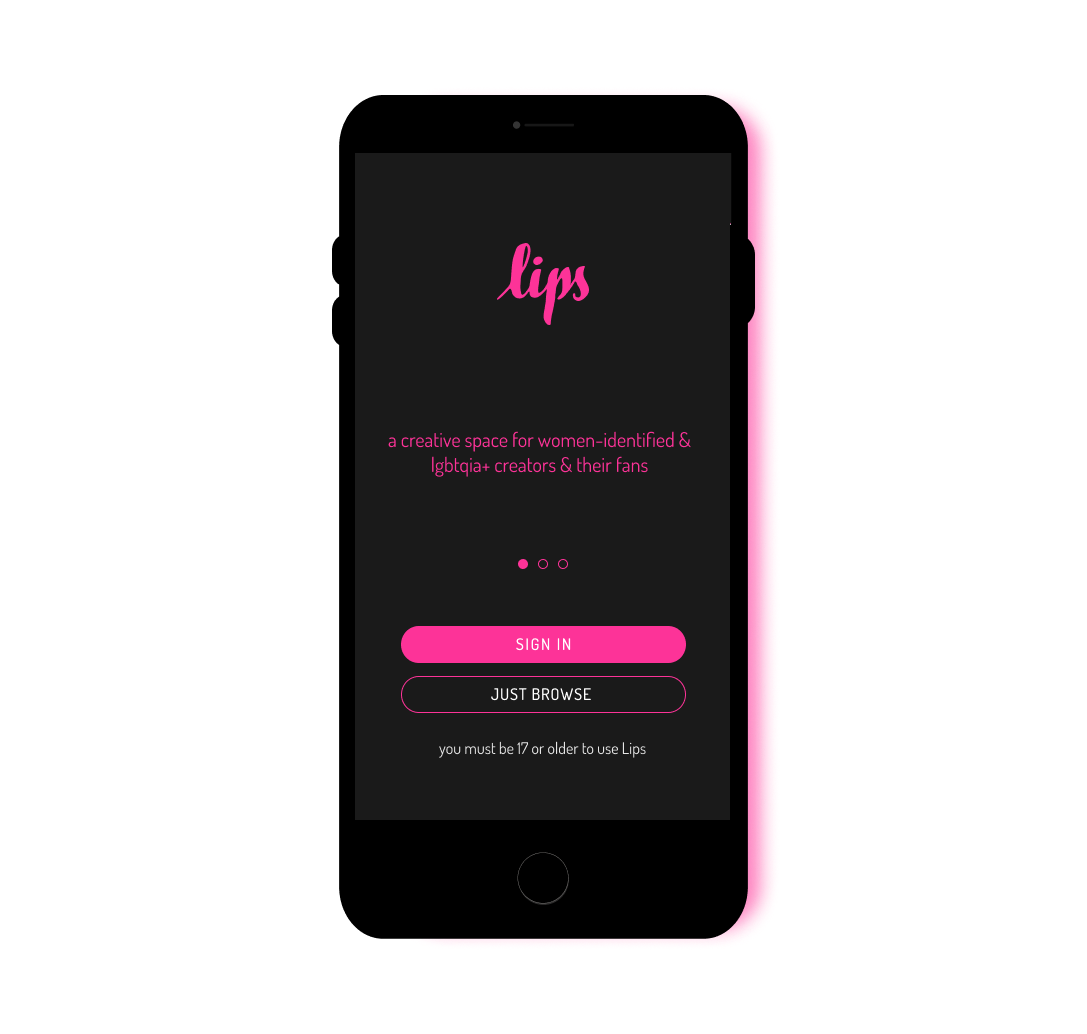 lips
a creative space for women-identified &
lgbtqia+ creators & their fans
SIGN IN
JUST BROWSE
you must be 17 or older to use Lips